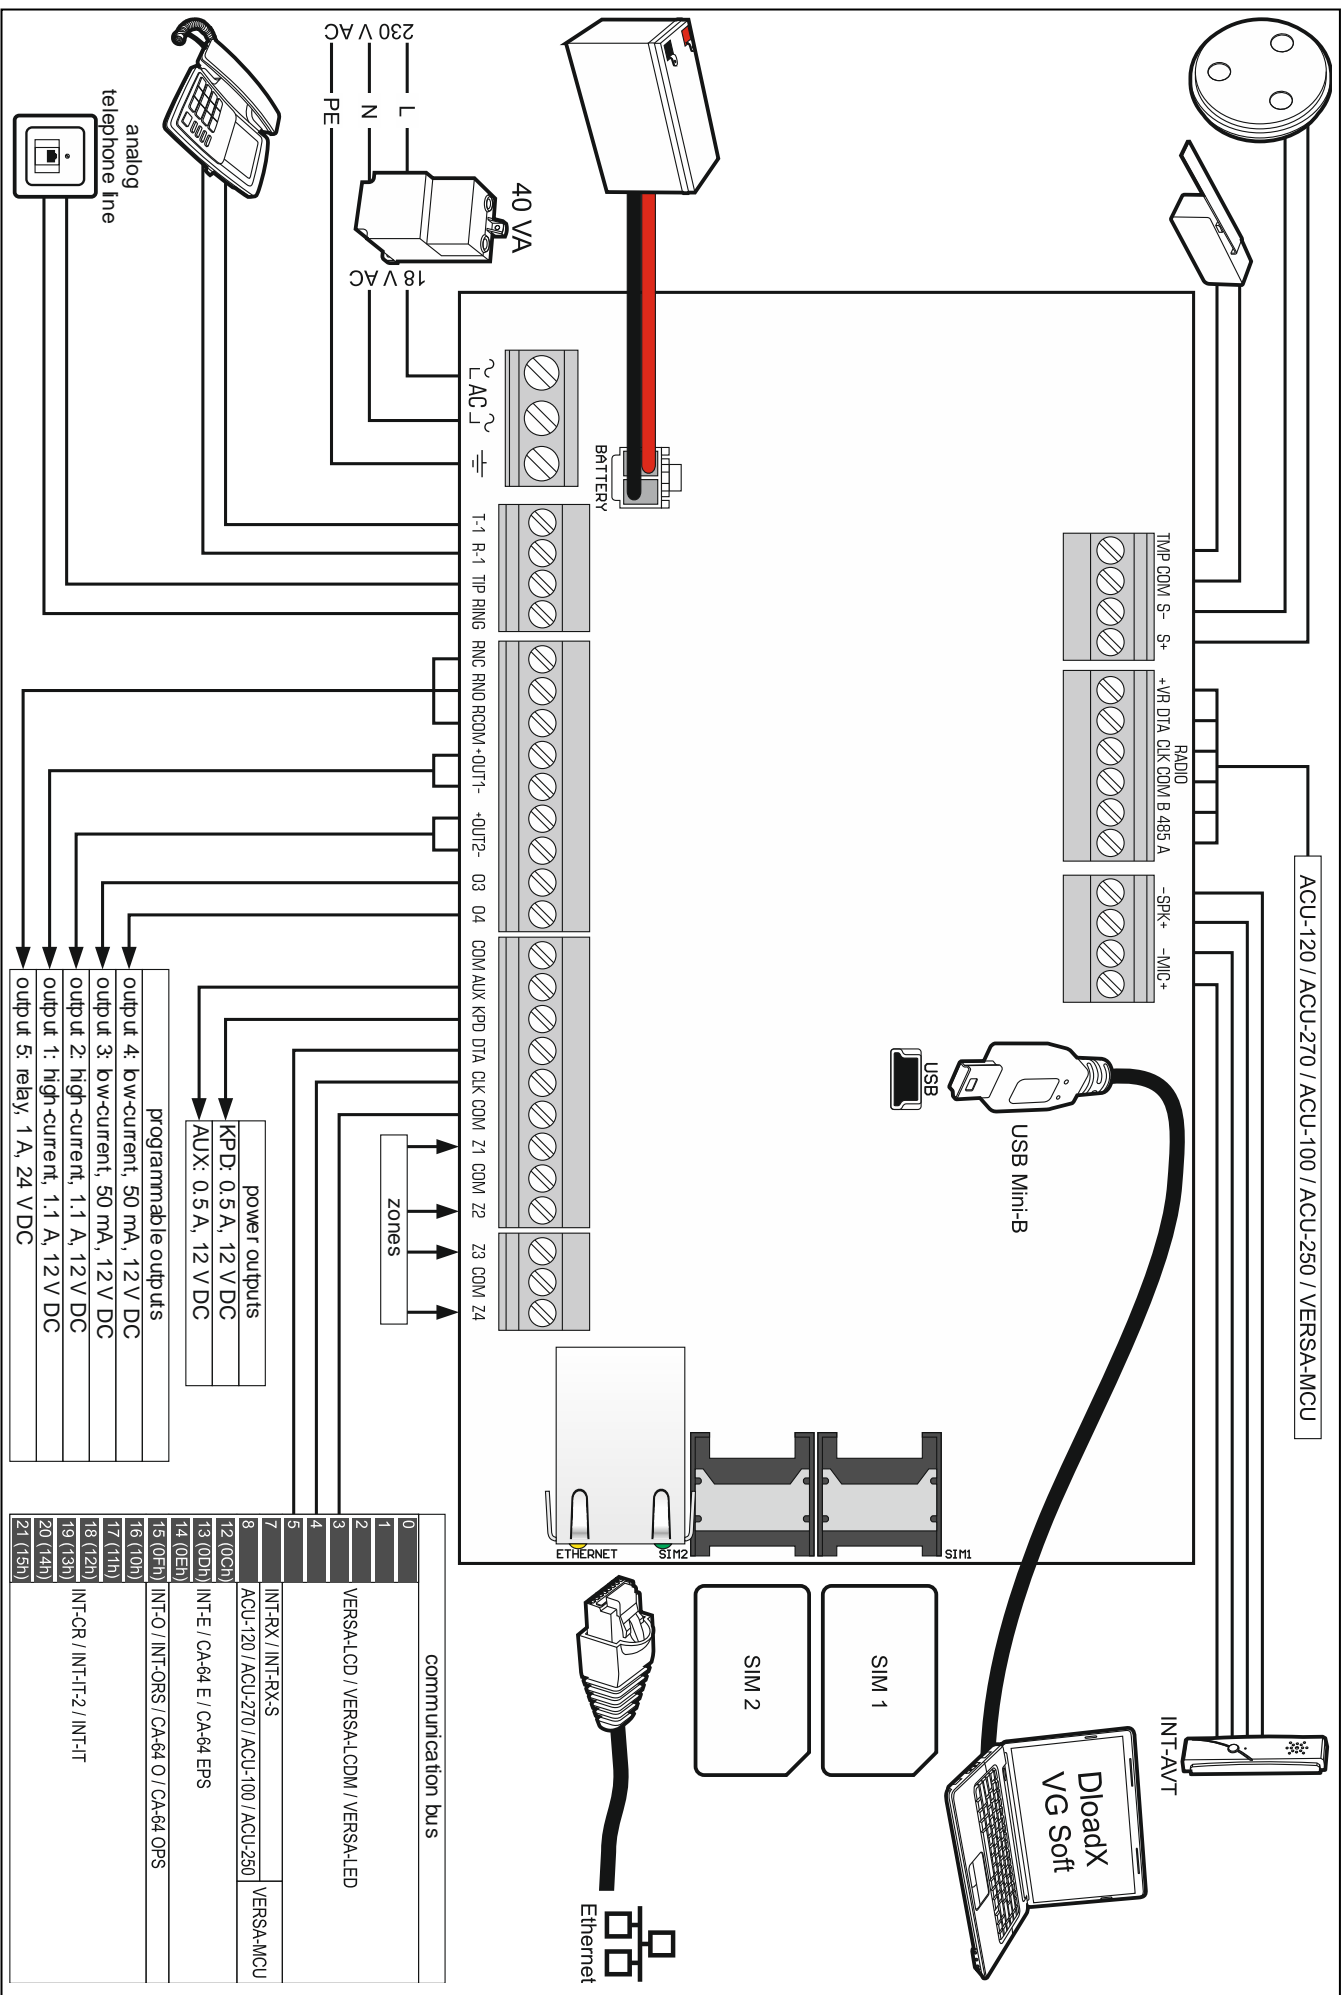 analog
telephone line
230 V AC
L
N
PE
40 VA
18 V AC
AC
BATTERY
T-1 R-1 TIP RING
RNC RNO RCOM +OUT1- +OUT2- O3 O4
COM AUX KPD DTA CLK COM Z1 COM Z2
Z3 COM Z4
TMP COM S- S+
+VR DTA CLK COM B 485 A
RADIO
-SPK+ -MIC+
ACU-120 / ACU-270 / ACU-100 / ACU-250 / VERSA-MCU
USB
USB Mini-B
INT-AVT
DloadX
VG Soft
zones
power outputs
KPD: 0.5 A, 12 V DC
AUX: 0.5 A, 12 V DC
programmable outputs
output 4: low-current, 50 mA, 12 V DC
output 3: low-current, 50 mA, 12 V DC
output 2: high-current, 1.1 A, 12 V DC
output 1: high-current, 1.1 A, 12 V DC
output 5: relay, 1 A, 24 V DC
ETHERNET
SIM2
SIM1
SIM 1
SIM 2
Ethernet
communication bus
0
1
2
3
4
5
VERSA-LCD / VERSA-LCDM / VERSA-LED
7
INT-RX / INT-RX-S
8
ACU-120 / ACU-270 / ACU-100 / ACU-250
VERSA-MCU
12 (0Ch)
13 (0Dh)
14 (0Eh)
INT-E / CA-64 E / CA-64 EPS
15 (0Fh)
INT-O / INT-ORS / CA-64 O / CA-64 OPS
16 (10h)
17 (11h)
18 (12h)
19 (13h)
20 (14h)
21 (15h)
INT-CR / INT-IT-2 / INT-IT